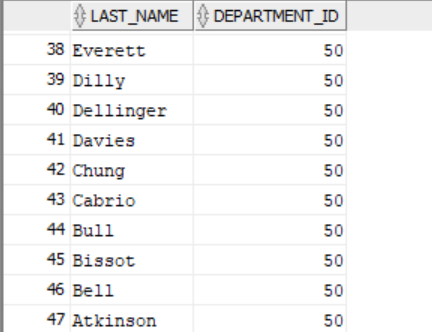 LAST_NAME DEPARTMENT_ID
38 Everett 50
39 Dilly 50
40 Dellinger 50
41 Davies 50
42 Chung 50
43 Cabrio 50
44 Bull 50
45 Bissot 50
46 Bell 50
47 Atkinson 50